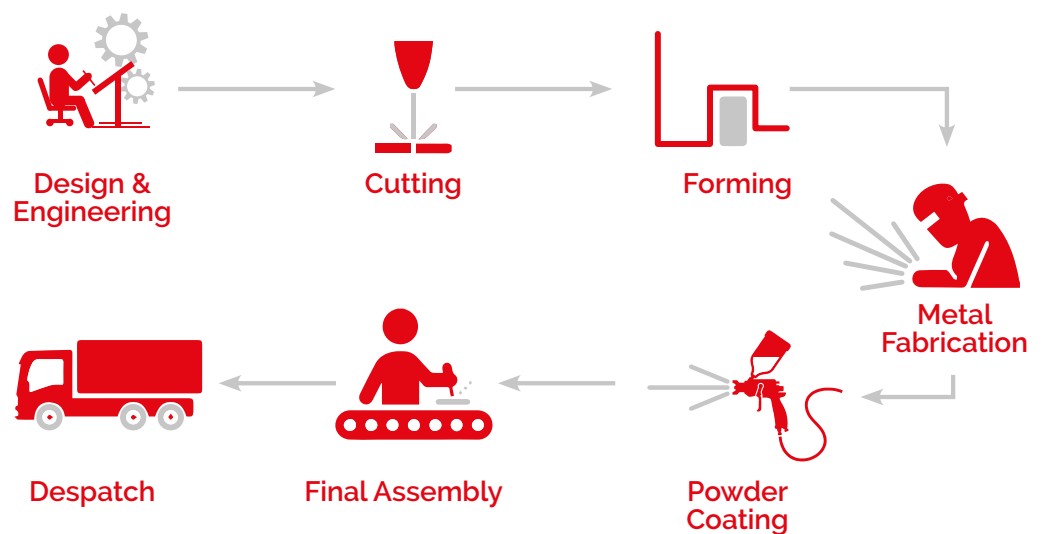 Design &
Engineering
Cutting
Forming
Metal
Fabrication
Despatch
Final Assembly
Powder
Coating